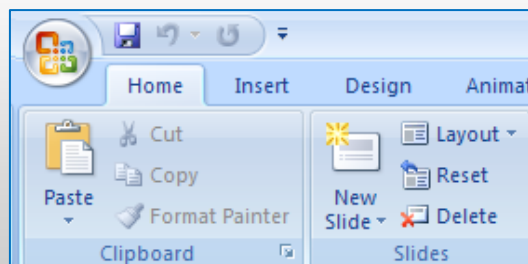 Home Insert Design Animat
Paste
Cut
Copy
Format Painter
Clipboard
New
Slide
Layout
Reset
Delete
Slides